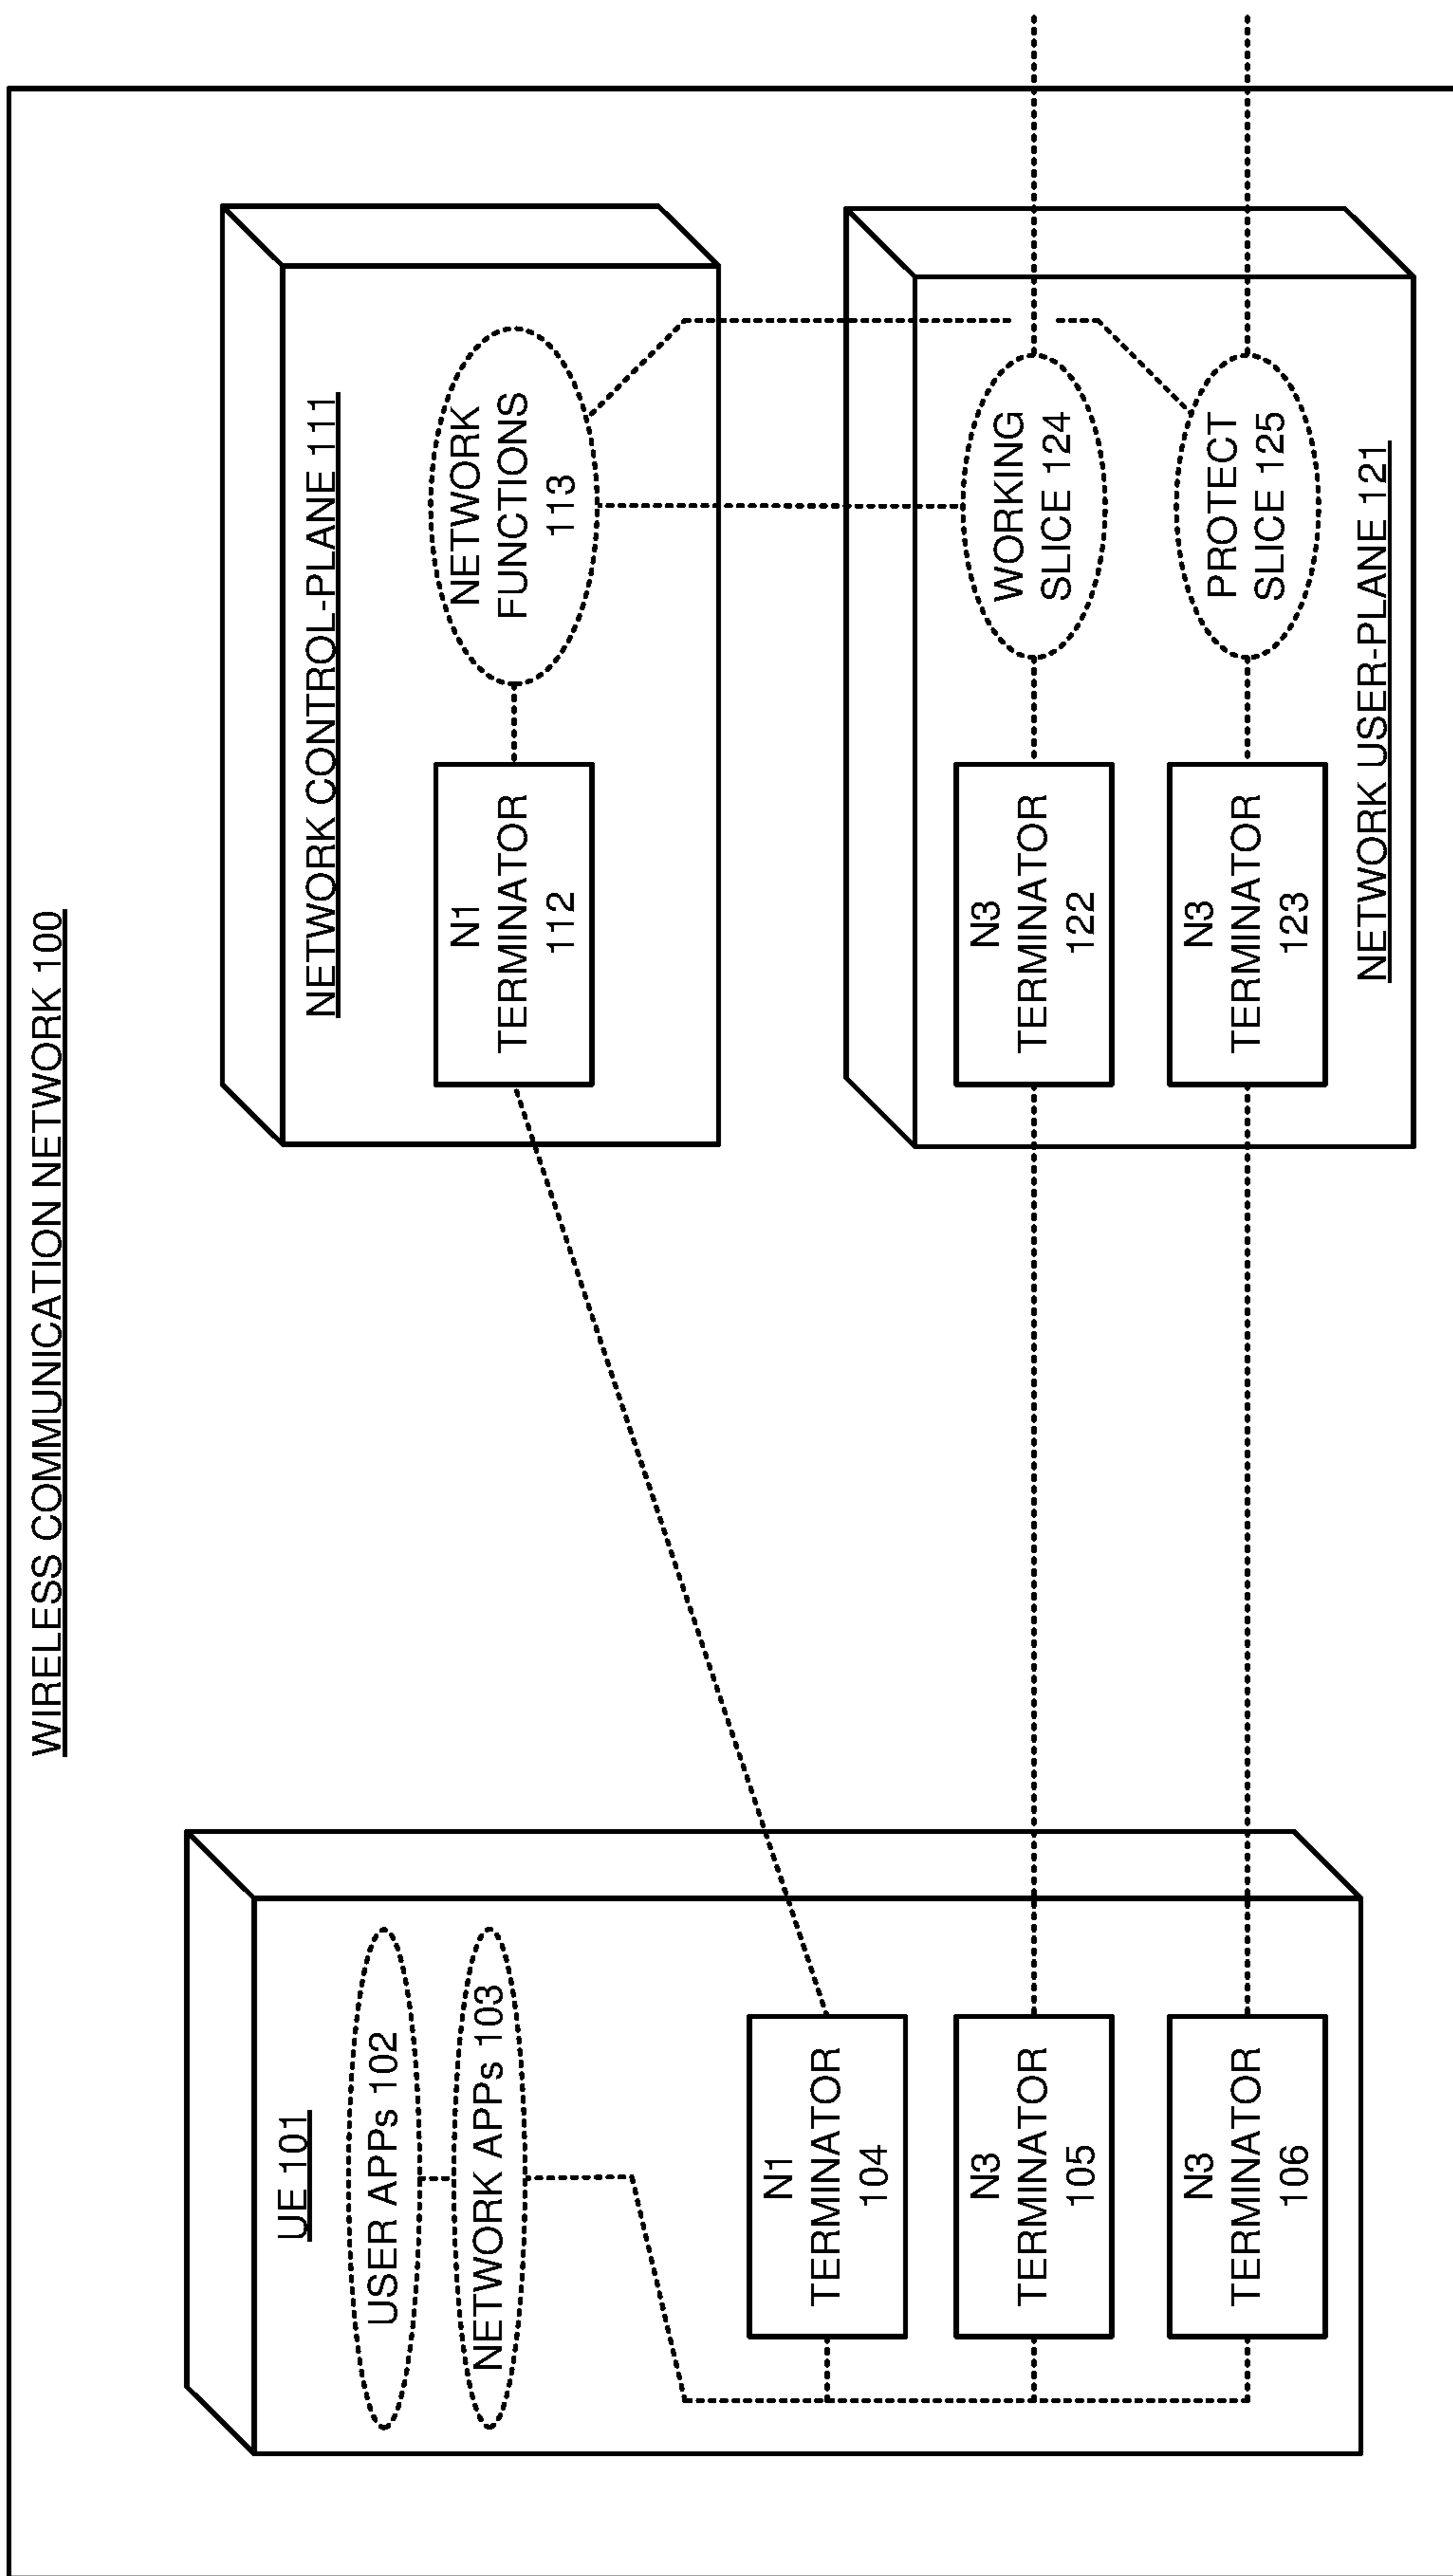 WIRELESS COMMUNICATION NETWORK 100
UE 101
USER APPs 102
NETWORK APPs 103
N1
TERMINATOR
104
N3
TERMINATOR
105
N3
TERMINATOR
106
NETWORK CONTROL-PLANE 111
N1
TERMINATOR
112
NETWORK
FUNCTIONS
113
N3
TERMINATOR
122
WORKING
SLICE 124
N3
TERMINATOR
123
PROTECT
SLICE 125
NETWORK USER-PLANE 121